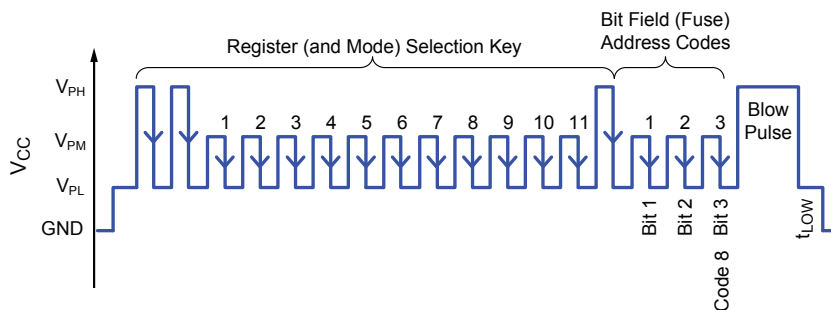 Bit Field (Fuse)
Address Codes
Register (and Mode) Selection Key
VPH
VPM
VPL
GND
VCC
1 2 3 4 5 6 7 8 9 10 11 1 2 3
Blow
Pulse
Bit 1
Bit 2
Bit 3
Code 8
tLOW